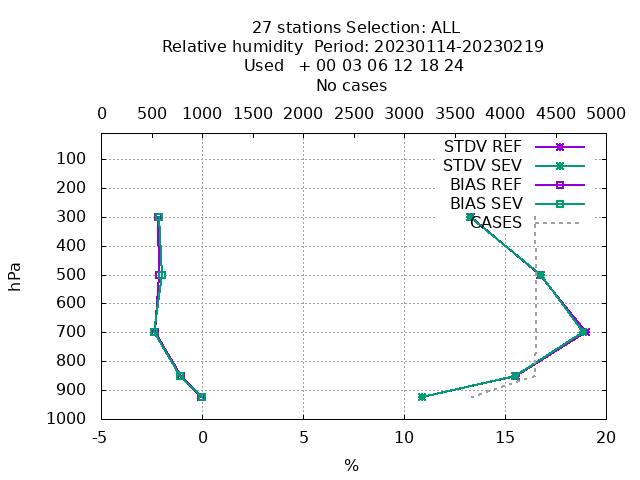 27 stations Selection: ALL
Relative humidity  Period: 20230114-20230219
Used   + 00 03 06 12 18 24
No cases
0 500 1000 1500 2000 2500 3000 3500 4000 4500 5000
STDV REF
STDV SEV
BIAS REF
BIAS SEV
CASES
100
200
300
400
500
600
700
800
900
1000
hPa
-5 0 5 10 15 20
%